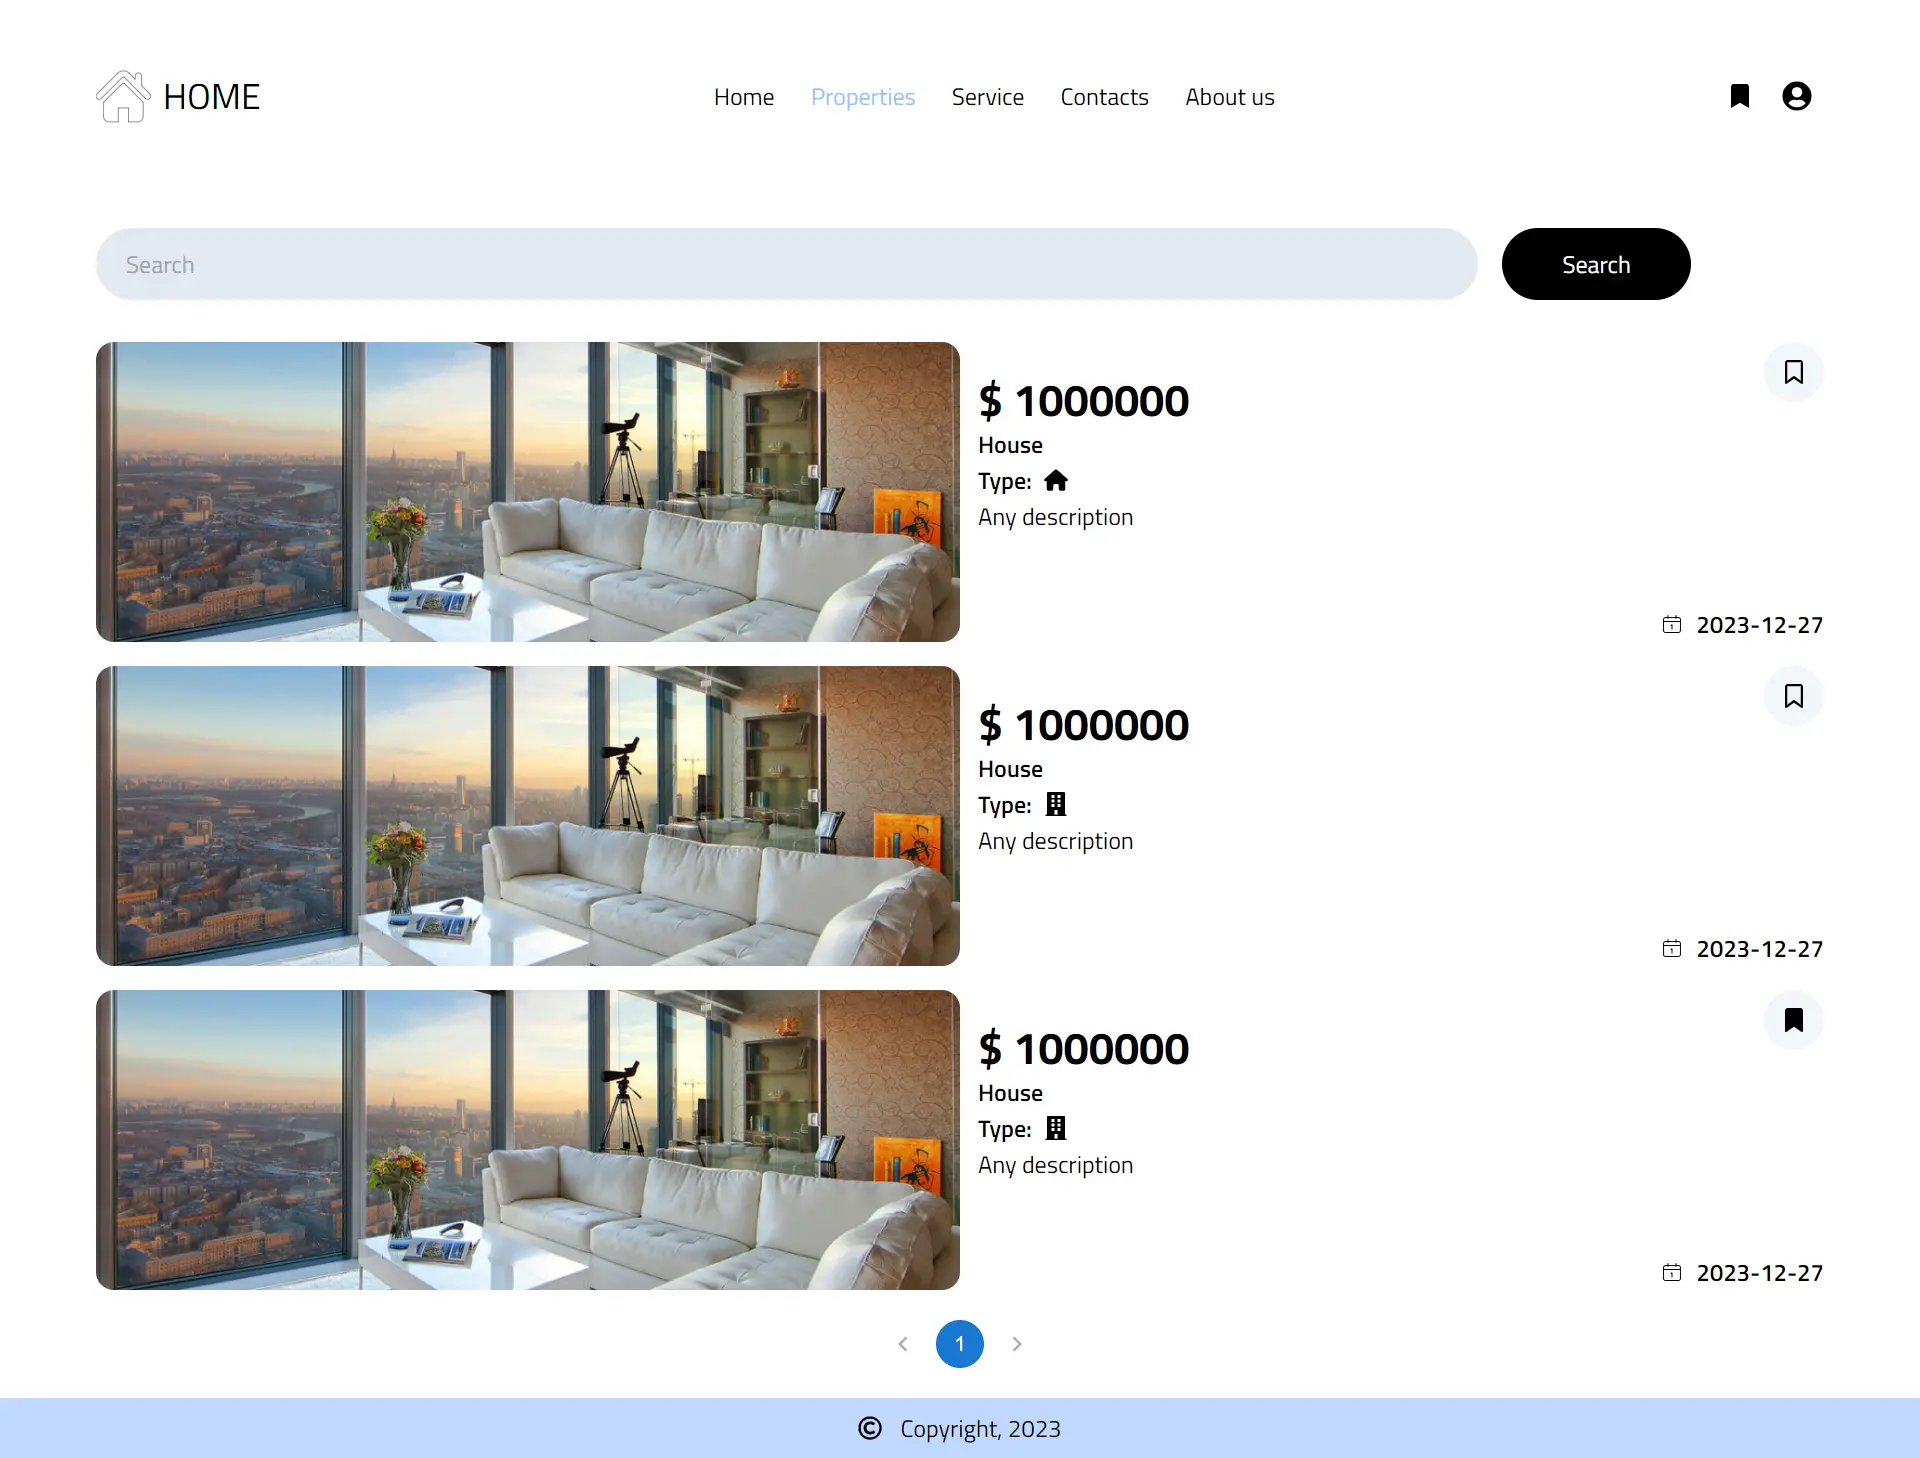 HOME
Home Properties Service Contacts About us
Search
Search
$ 1000000
House
Type:
Any description
2023-12-27
$ 1000000
House
Type:
Any description
2023-12-27
$ 1000000
House
Type:
Any description
2023-12-27
1
© Copyright, 2023